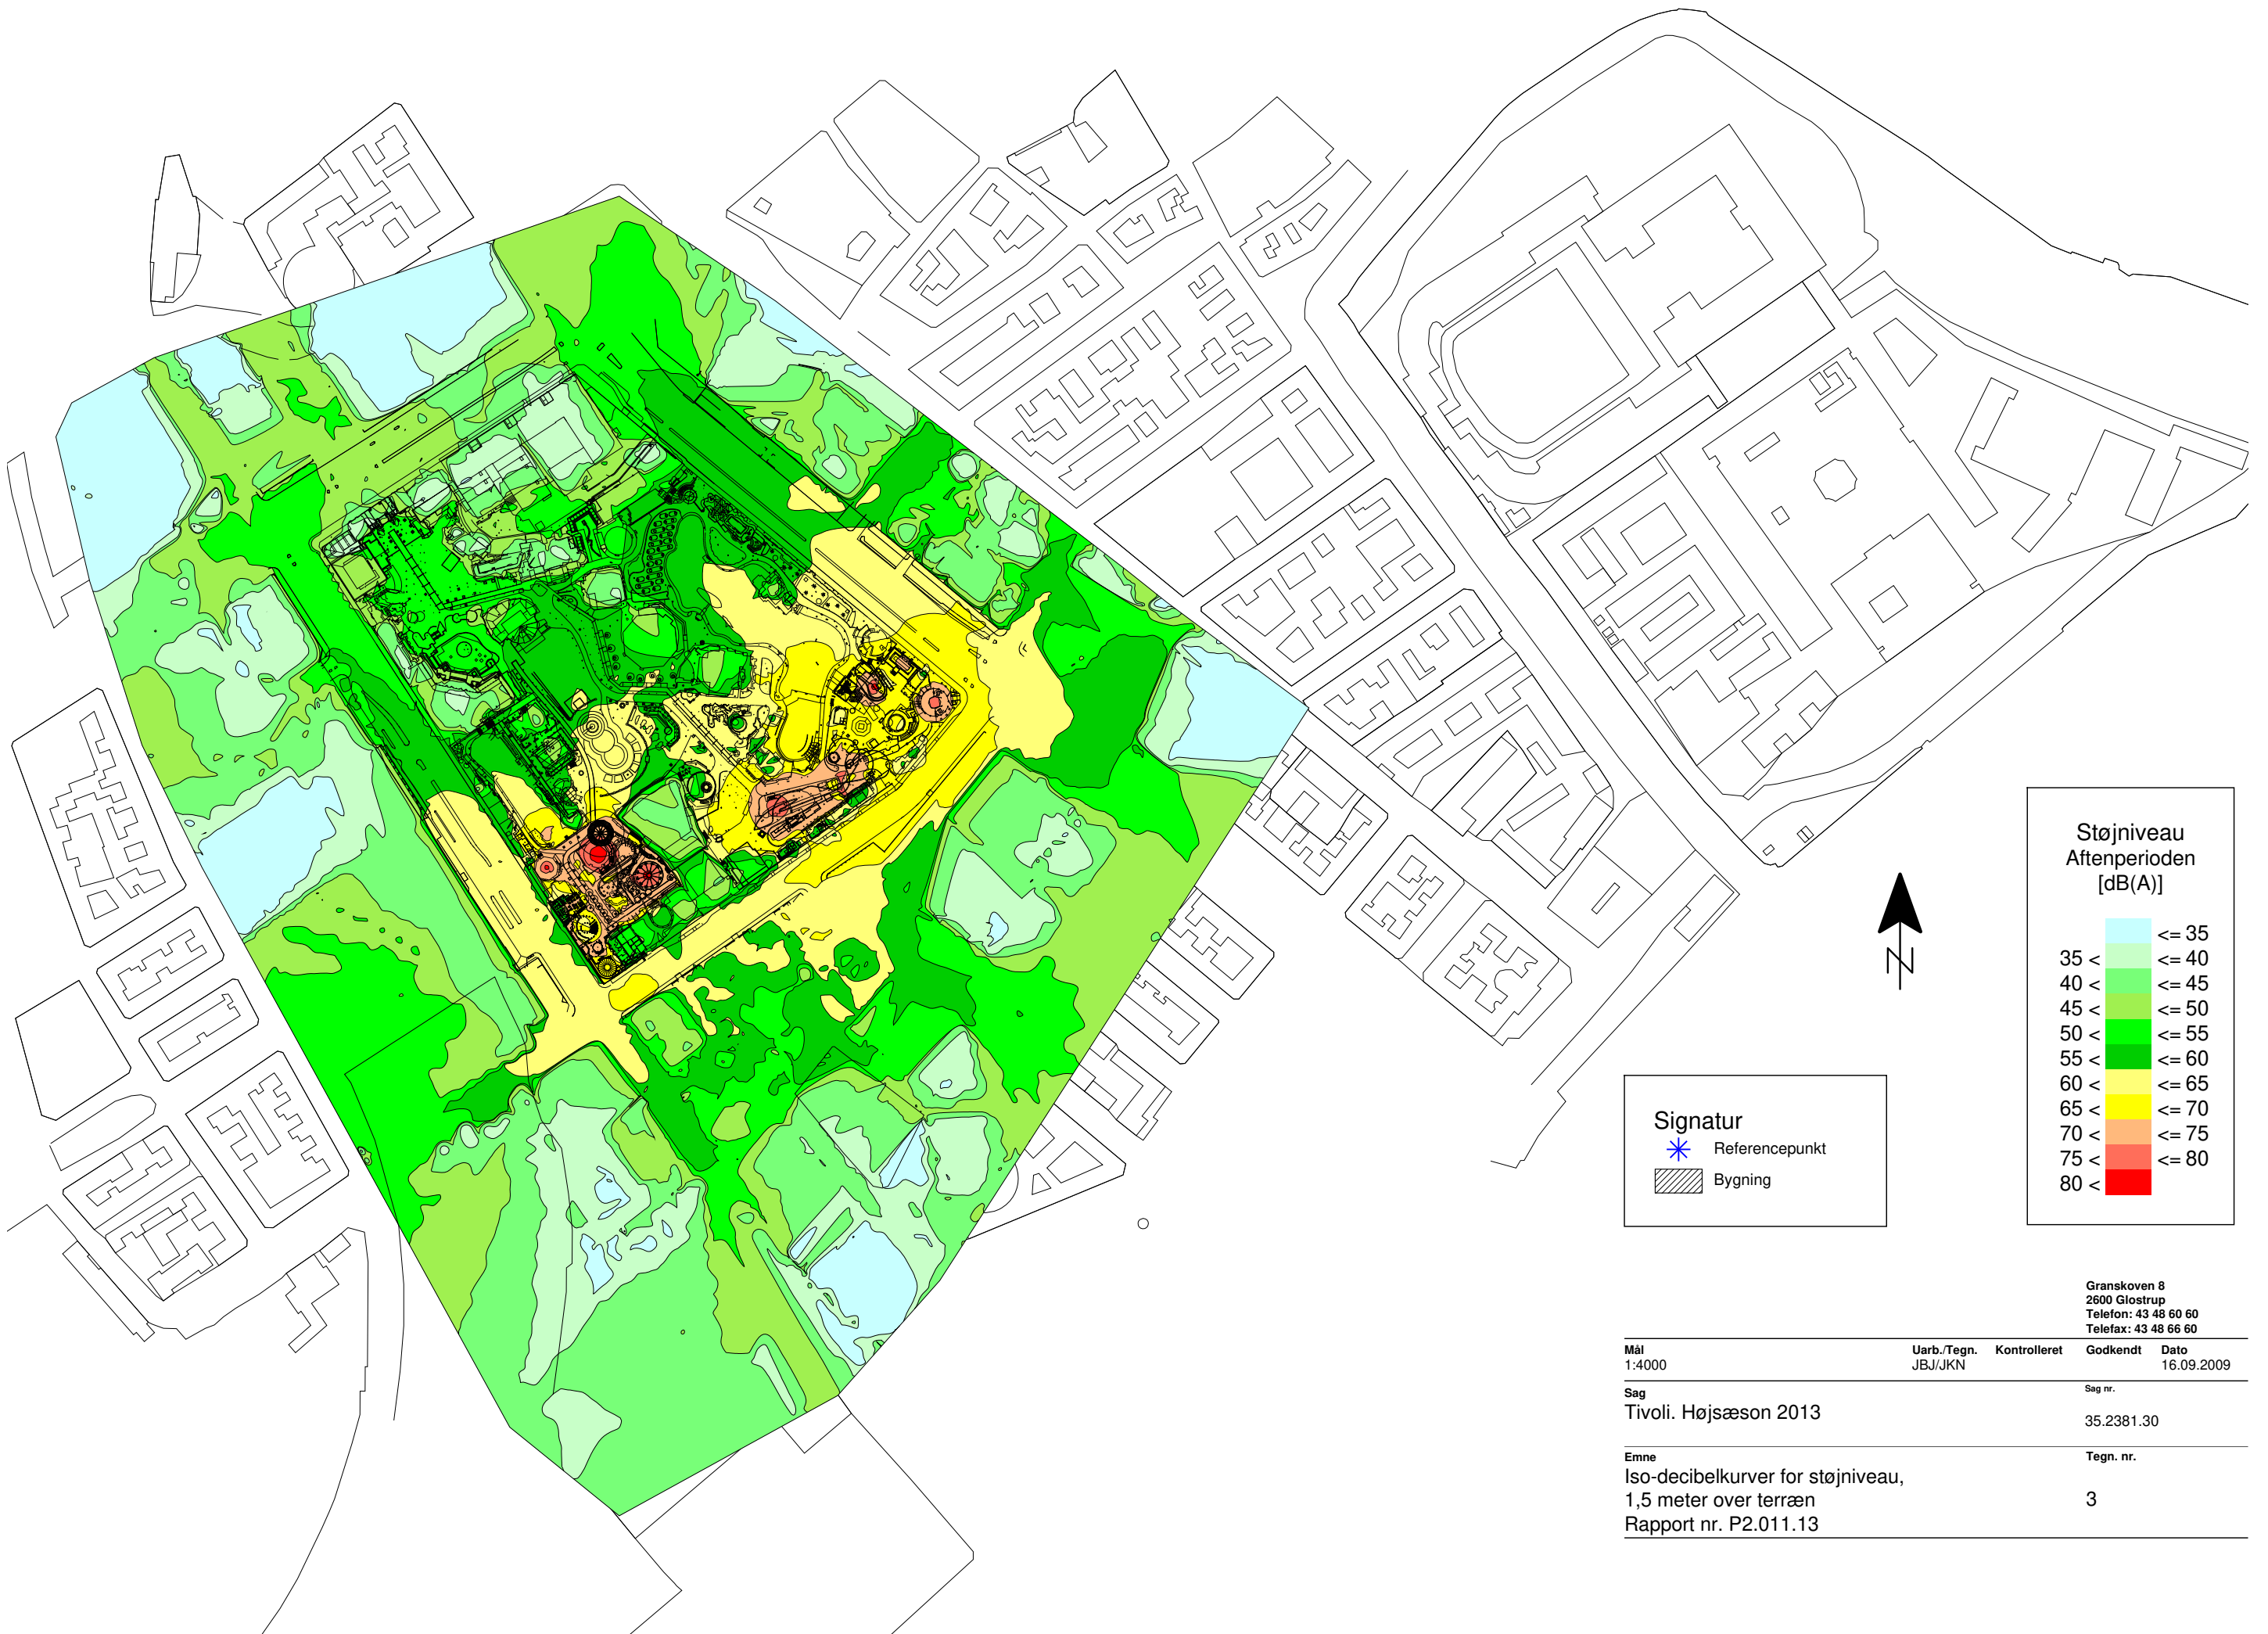 Støjniveau
Aftenperioden
[dB(A)]
<= 35
35 < <= 40
40 < <= 45
45 < <= 50
50 < <= 55
55 < <= 60
60 < <= 65
65 < <= 70
70 < <= 75
75 < <= 80
80 <
N
Signatur
Referencepunkt
Bygning
Granskoven 8
2600 Glostrup
Telefon: 43 48 60 60
Telefax: 43 48 66 60
Mål Uarb./Tegn. Kontrolleret Godkendt Dato
1:4000 JBJ/JKN 16.09.2009
Sag Sag nr.
Tivoli. Højsæson 2013
35.2381.30
Emne Tegn. nr.
Iso-decibelkurver for støjniveau,
1,5 meter over terræn 3
Rapport nr. P2.011.13